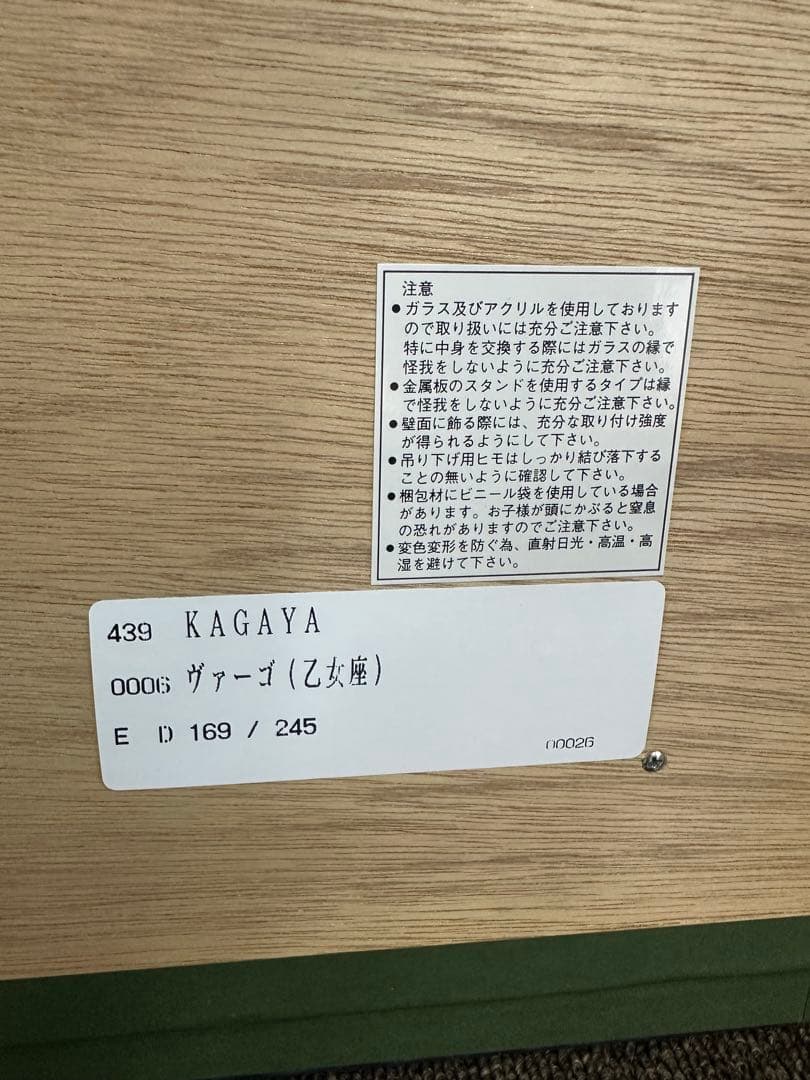 注意
●ガラス及びアクリルを使用しております
ので取り扱いには充分ご注意下さい。
特に中身を交換する際にはガラスの縁で
怪我をしないように充分ご注意下さい。
●金属板のスタンドを使用するタイプは縁
で怪我をしないように充分ご注意下さい。
●壁面に飾る際には、充分な取り付け強度
が得られるようにして下さい。
●吊り下げ用ヒモはしっかり結び落下する
ことの無いように確認して下さい。
●梱包材にビニール袋を使用している場合
があります。お子様が頭にかぶると窒息
の恐れがありますのでご注意下さい。
●変色変形を防ぐ為、直射日光・高温・高
湿を避けて下さい。
439 KAGAYA
0006 ヴァーゴ(乙女座)
E D 169 / 245
00026